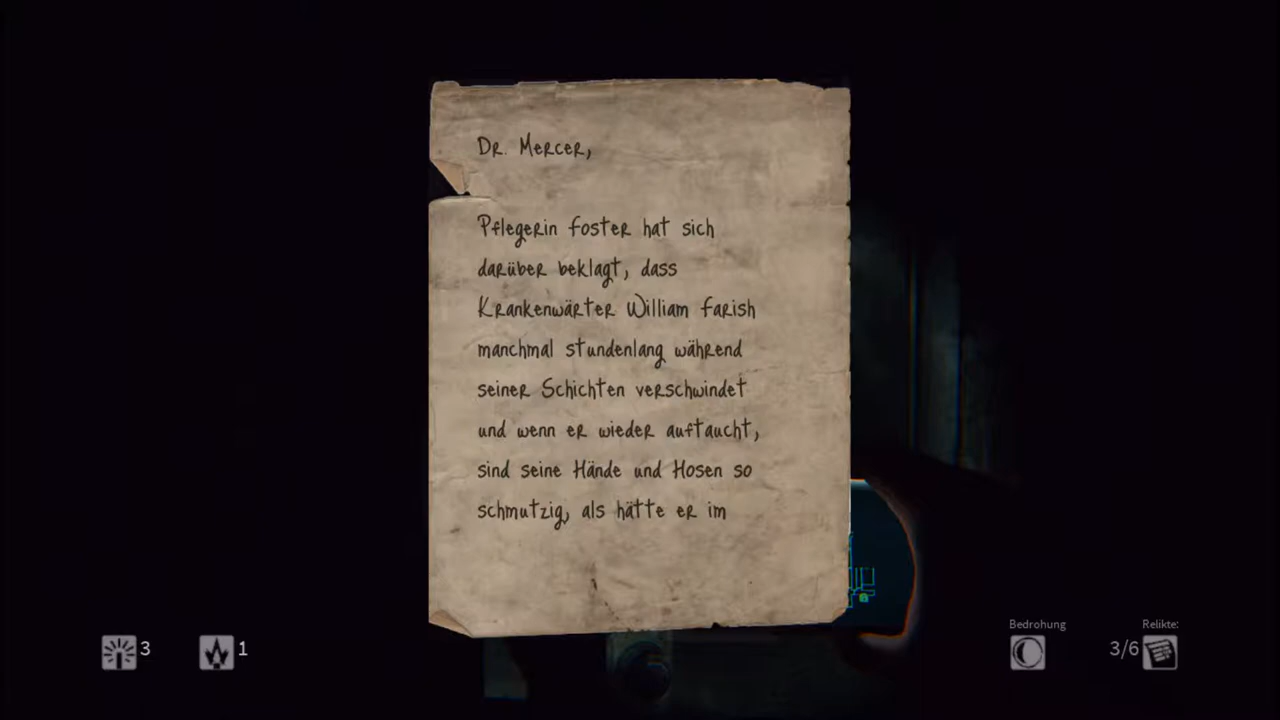 Dr. Mercer,
Pflegerin Foster hat sich
darüber beklagt, dass
Krankenwärter William Farish
manchmal stundenlang während
seiner Schichten verschwindet
und wenn er wieder auftaucht,
sind seine Hände und Hosen so
schmutzig, als hätte er im
3
1
Bedrohung
Relikte:
3/6